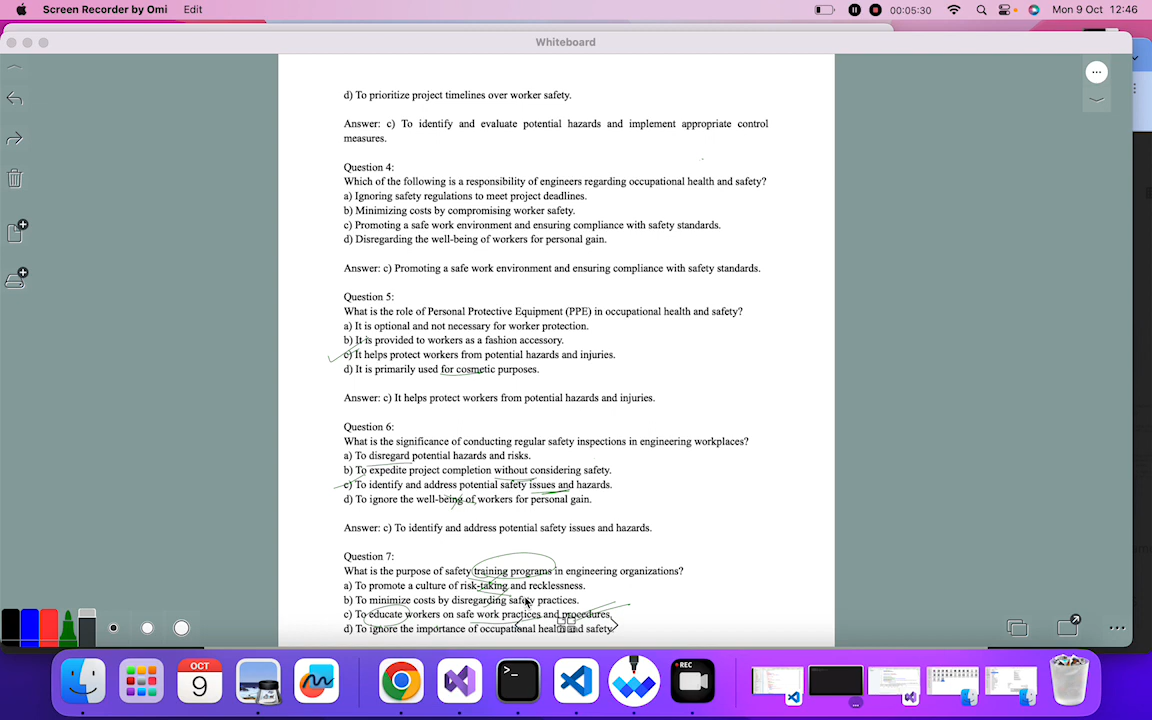 Screen Recorder by Omi Edit 00:05:30 Mon 9 Oct 12:46
Whiteboard
d) To prioritize project timelines over worker safety.
Answer: c) To identify and evaluate potential hazards and implement appropriate control
measures.
Question 4:
Which of the following is a responsibility of engineers regarding occupational health and safety?
a) Ignoring safety regulations to meet project deadlines.
b) Minimizing costs by compromising worker safety.
c) Promoting a safe work environment and ensuring compliance with safety standards.
d) Disregarding the well-being of workers for personal gain.
Answer: c) Promoting a safe work environment and ensuring compliance with safety standards.
Question 5:
What is the role of Personal Protective Equipment (PPE) in occupational health and safety?
a) It is optional and not necessary for worker protection.
b) It is provided to workers as a fashion accessory.
c) It helps protect workers from potential hazards and injuries.
d) It is primarily used for cosmetic purposes.
Answer: c) It helps protect workers from potential hazards and injuries.
Question 6:
What is the significance of conducting regular safety inspections in engineering workplaces?
a) To disregard potential hazards and risks.
b) To expedite project completion without considering safety.
c) To identify and address potential safety issues and hazards.
d) To ignore the well-being of workers for personal gain.
Answer: c) To identify and address potential safety issues and hazards.
Question 7:
What is the purpose of safety training programs in engineering organizations?
a) To promote a culture of risk-taking and recklessness.
b) To minimize costs by disregarding safety practices.
c) To educate workers on safe work practices and procedures.
d) To ignore the importance of occupational health and safety.
OCT
9
REC